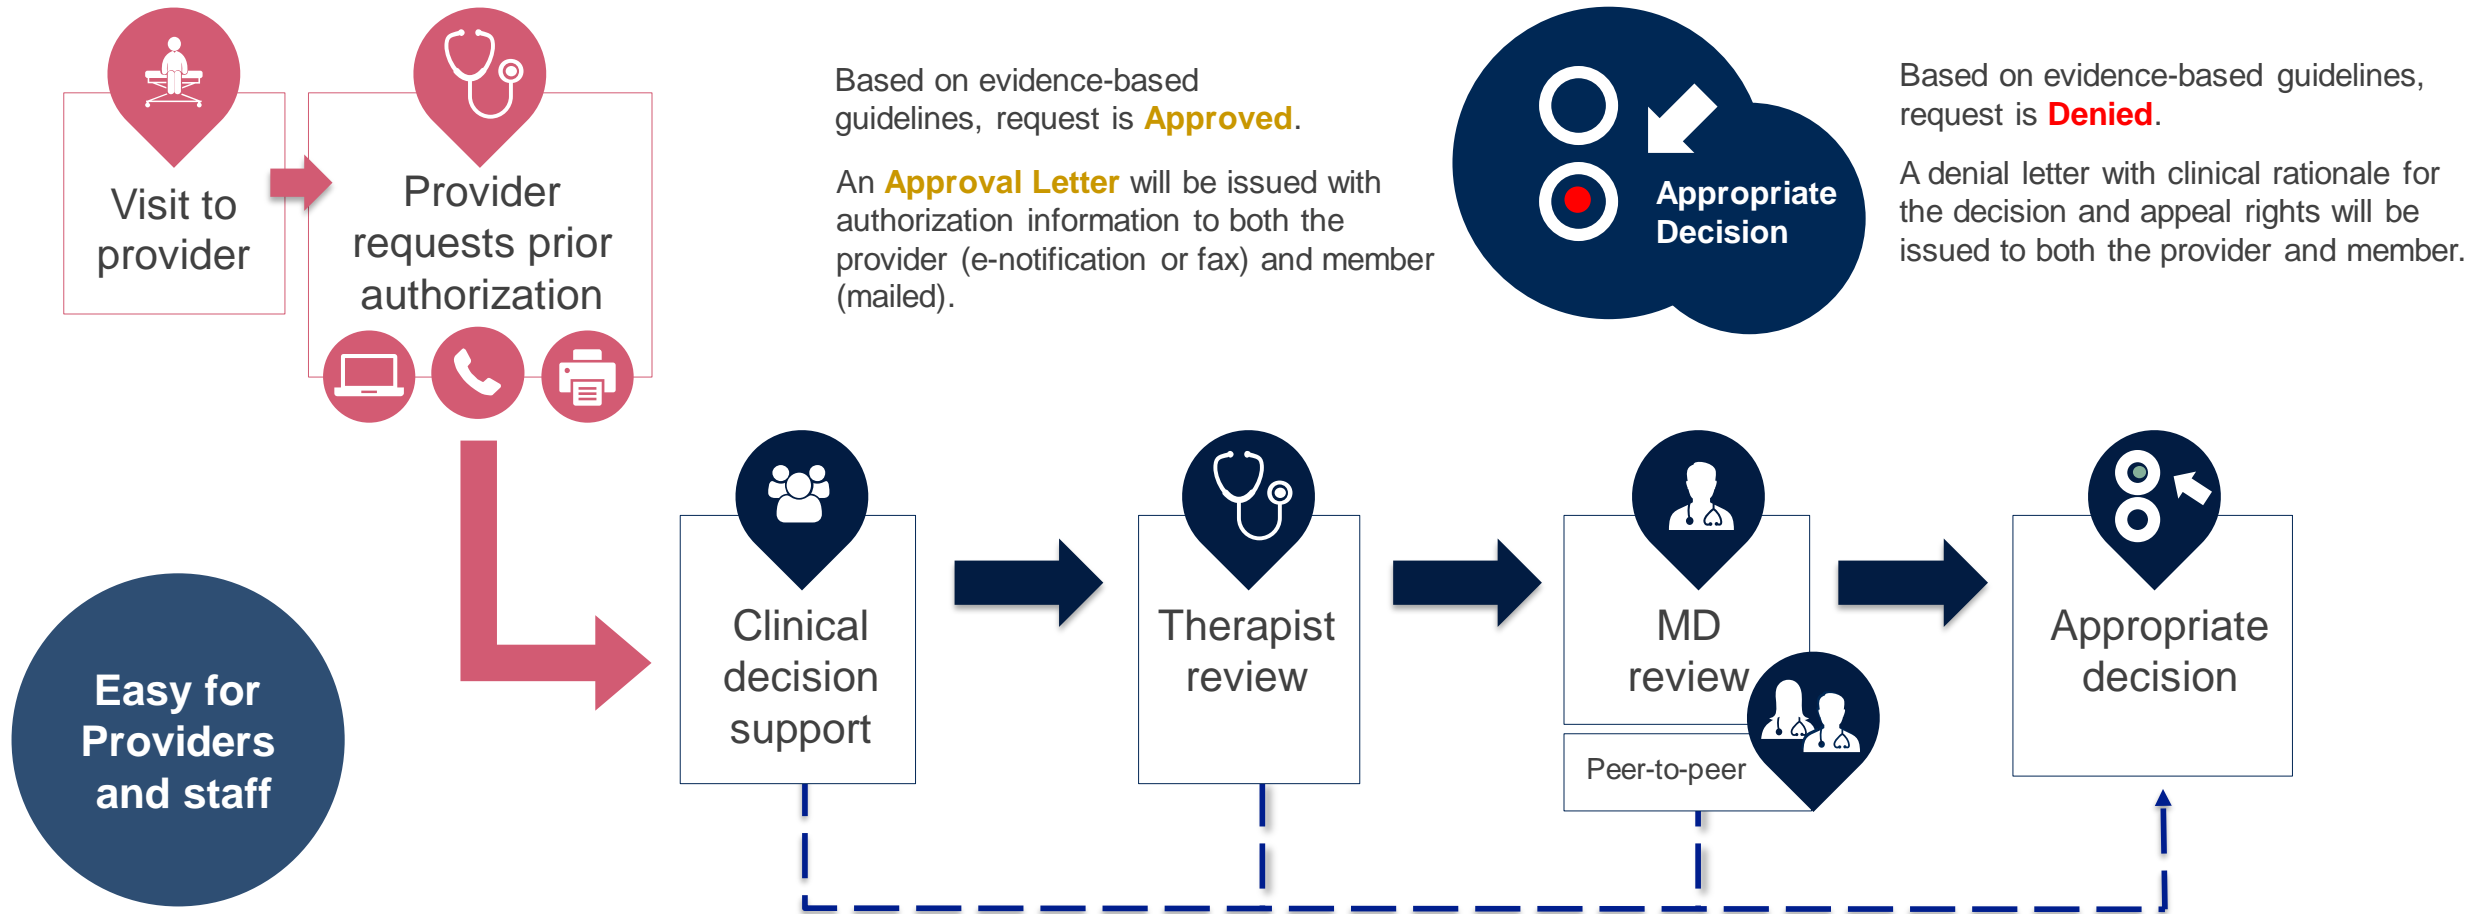 Visit to
provider
Provider
requests prior
authorization
Based on evidence-based
guidelines, request is Approved.
An Approval Letter will be issued with
authorization information to both the
provider (e-notification or fax) and member
(mailed).
Appropriate
Decision
Based on evidence-based guidelines,
request is Denied.
A denial letter with clinical rationale for
the decision and appeal rights will be
issued to both the provider and member.
Easy for
Providers
and staff
Clinical
decision
support
Therapist
review
MD
review
Peer-to-peer
Appropriate
decision